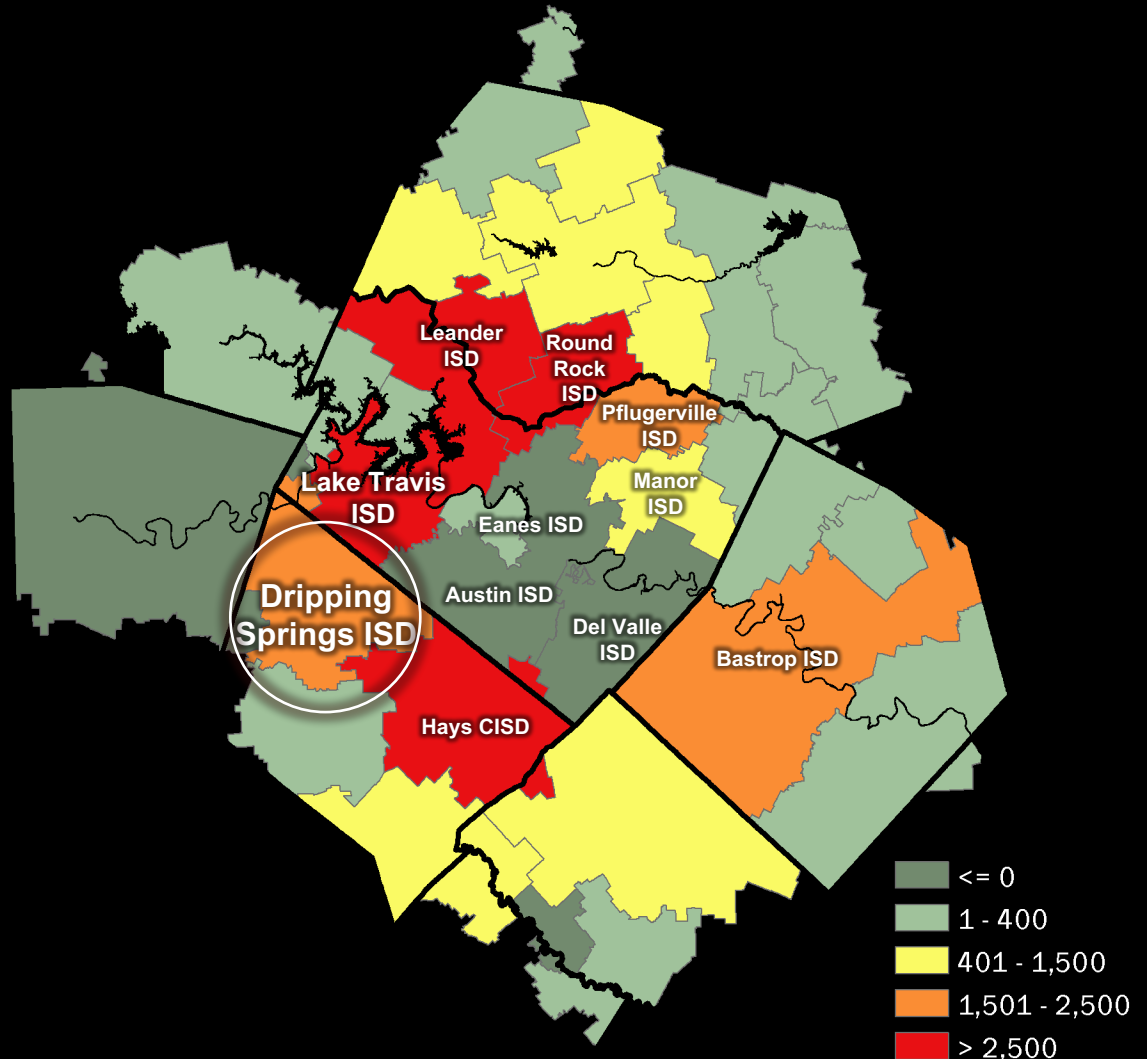 Leander
ISD
Round
Rock
ISD
Pflugerville
ISD
Lake Travis
ISD
Manor
ISD
Eanes ISD
Austin ISD
Dripping
Springs ISD
Del Valle
ISD
Bastrop ISD
Hays CISD
<= 0
1 - 400
401 - 1,500
1,501 - 2,500
> 2,500